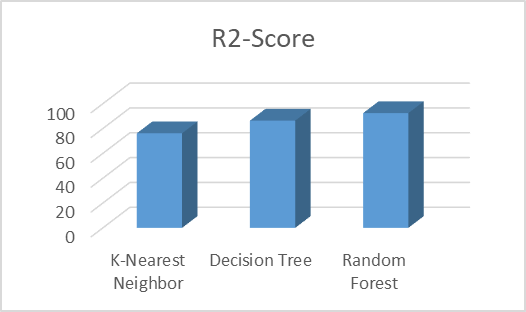 R2-Score
100
80
60
40
20
0
K-Nearest
Neighbor
Decision Tree
Random
Forest